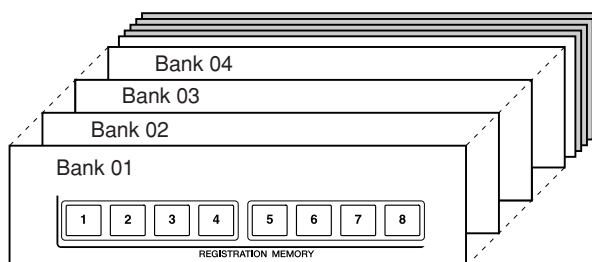 Bank 04
Bank 03
Bank 02
Bank 01
1 2 3 4 5 6 7 8
REGISTRATION MEMORY